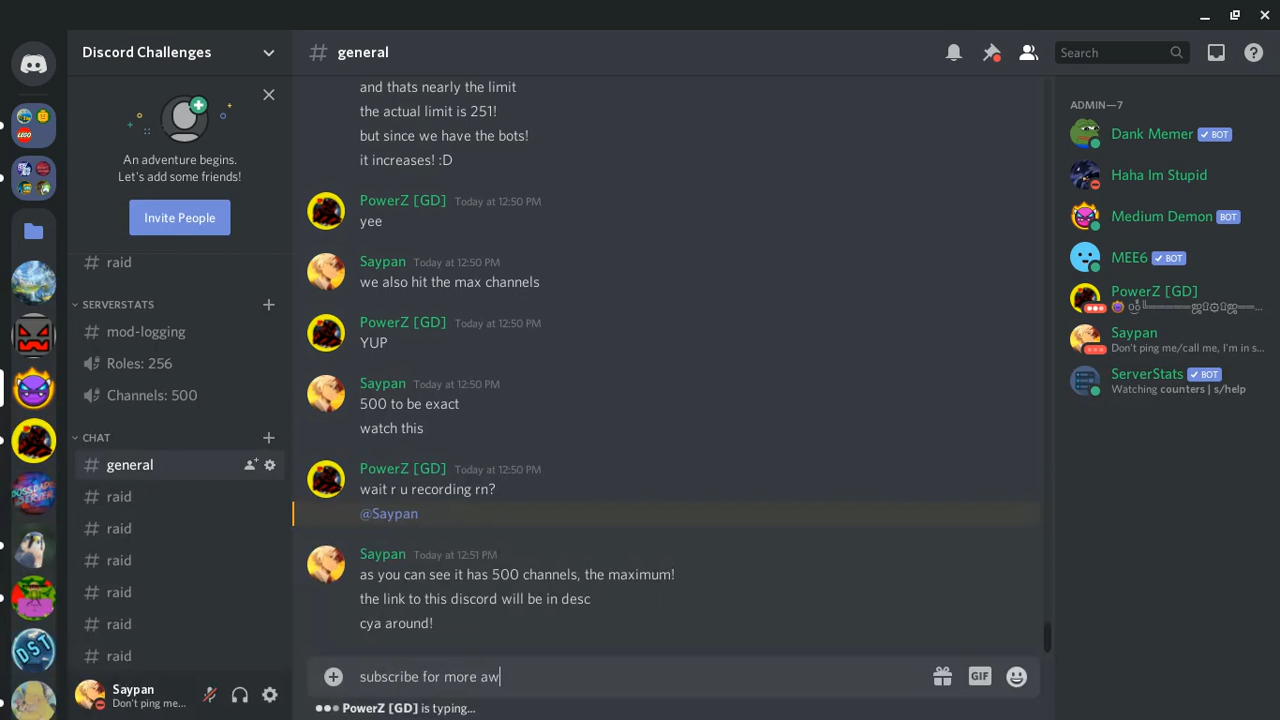 Discord Challenges
general
Search
An adventure begins.
Let's add some friends!
Invite People
raid
SERVERSTATS
mod-logging
Roles: 256
Channels: 500
CHAT
general
raid
raid
raid
raid
raid
raid
Saypan
Don't ping me...
and thats nearly the limit
the actual limit is 251!
but since we have the bots!
it increases! :D
PowerZ [GD] Today at 12:50 PM
yee
Saypan Today at 12:50 PM
we also hit the max channels
PowerZ [GD] Today at 12:50 PM
YUP
Saypan Today at 12:50 PM
500 to be exact
watch this
PowerZ [GD] Today at 12:50 PM
wait r u recording rn?
@Saypan
Saypan Today at 12:51 PM
as you can see it has 500 channels, the maximum!
the link to this discord will be in desc
cya around!
subscribe for more aw
GIF
PowerZ [GD] is typing...
ADMIN—7
Dank Memer BOT
Haha Im Stupid
Medium Demon BOT
MEE6 BOT
PowerZ [GD]
Saypan
Don't ping me/call me, I'm in s...
ServerStats BOT
Watching counters | s/help